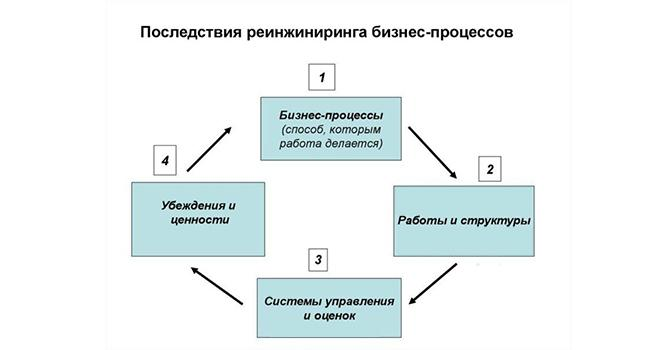 Последствия реинжиниринга бизнес-процессов
1
Бизнес-процессы
(способ, которым
работа делается)
2
Работы и структуры
3
Системы управления
и оценок
4
Убеждения и
ценности